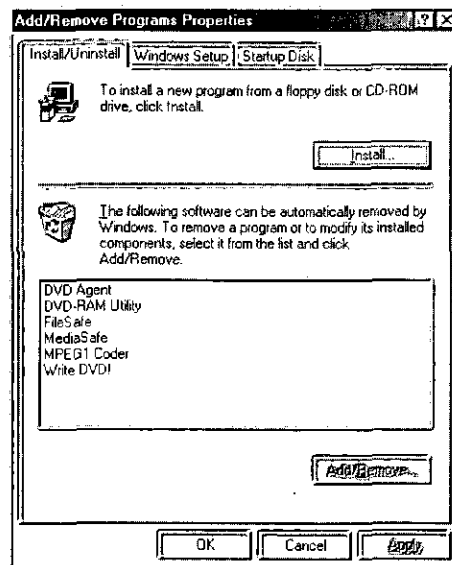 Add/Remove Programs Properties ? X
Install/Uninstall Windows Setup Startup Disk
To install a new program from a floppy disk or CD-ROM
drive, click Install.
Install...
The following software can be automatically removed by
Windows. To remove a program or to modify its installed
components, select it from the list and click
Add/Remove.
DVD Agent
DVD-RAM Utility
FileSafe
MediaSafe
MPEG1 Coder
Write DVD!
Add/Remove...
OK Cancel Apply